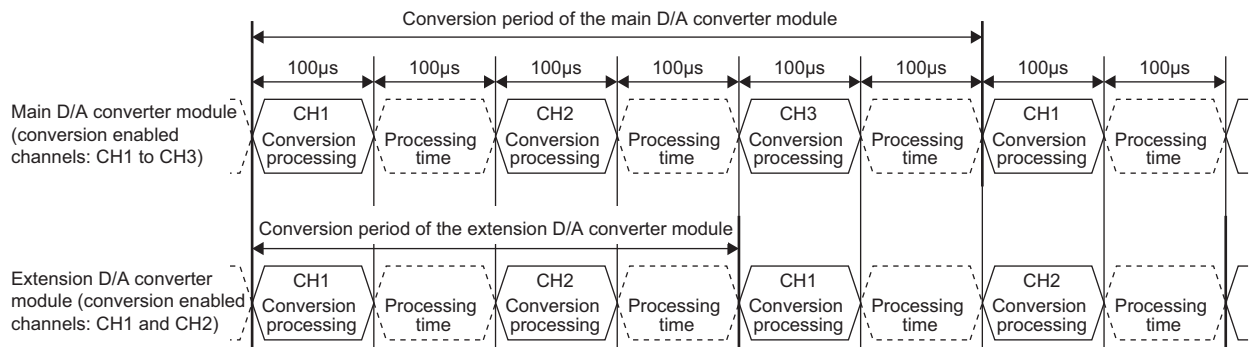 Conversion period of the main D/A converter module
100µs 100µs 100µs 100µs 100µs 100µs 100µs 100µs
Main D/A converter module
(conversion enabled
channels: CH1 to CH3)
CH1
Conversion
processing
Processing
time
CH2
Conversion
processing
Processing
time
CH3
Conversion
processing
Processing
time
CH1
Conversion
processing
Processing
time
Conversion period of the extension D/A converter module
Extension D/A converter
module (conversion enabled
channels: CH1 and CH2)
CH1
Conversion
processing
Processing
time
CH2
Conversion
processing
Processing
time
CH1
Conversion
processing
Processing
time
CH2
Conversion
processing
Processing
time